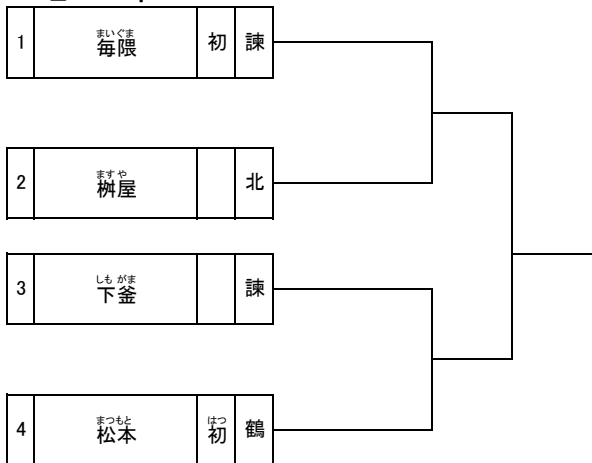 1 毎隈 まいぐま 初 諫
2 桝屋 ますや 北
3 下釜 しもがま 諫
4 松本 まつもと 初 はつ 鶴